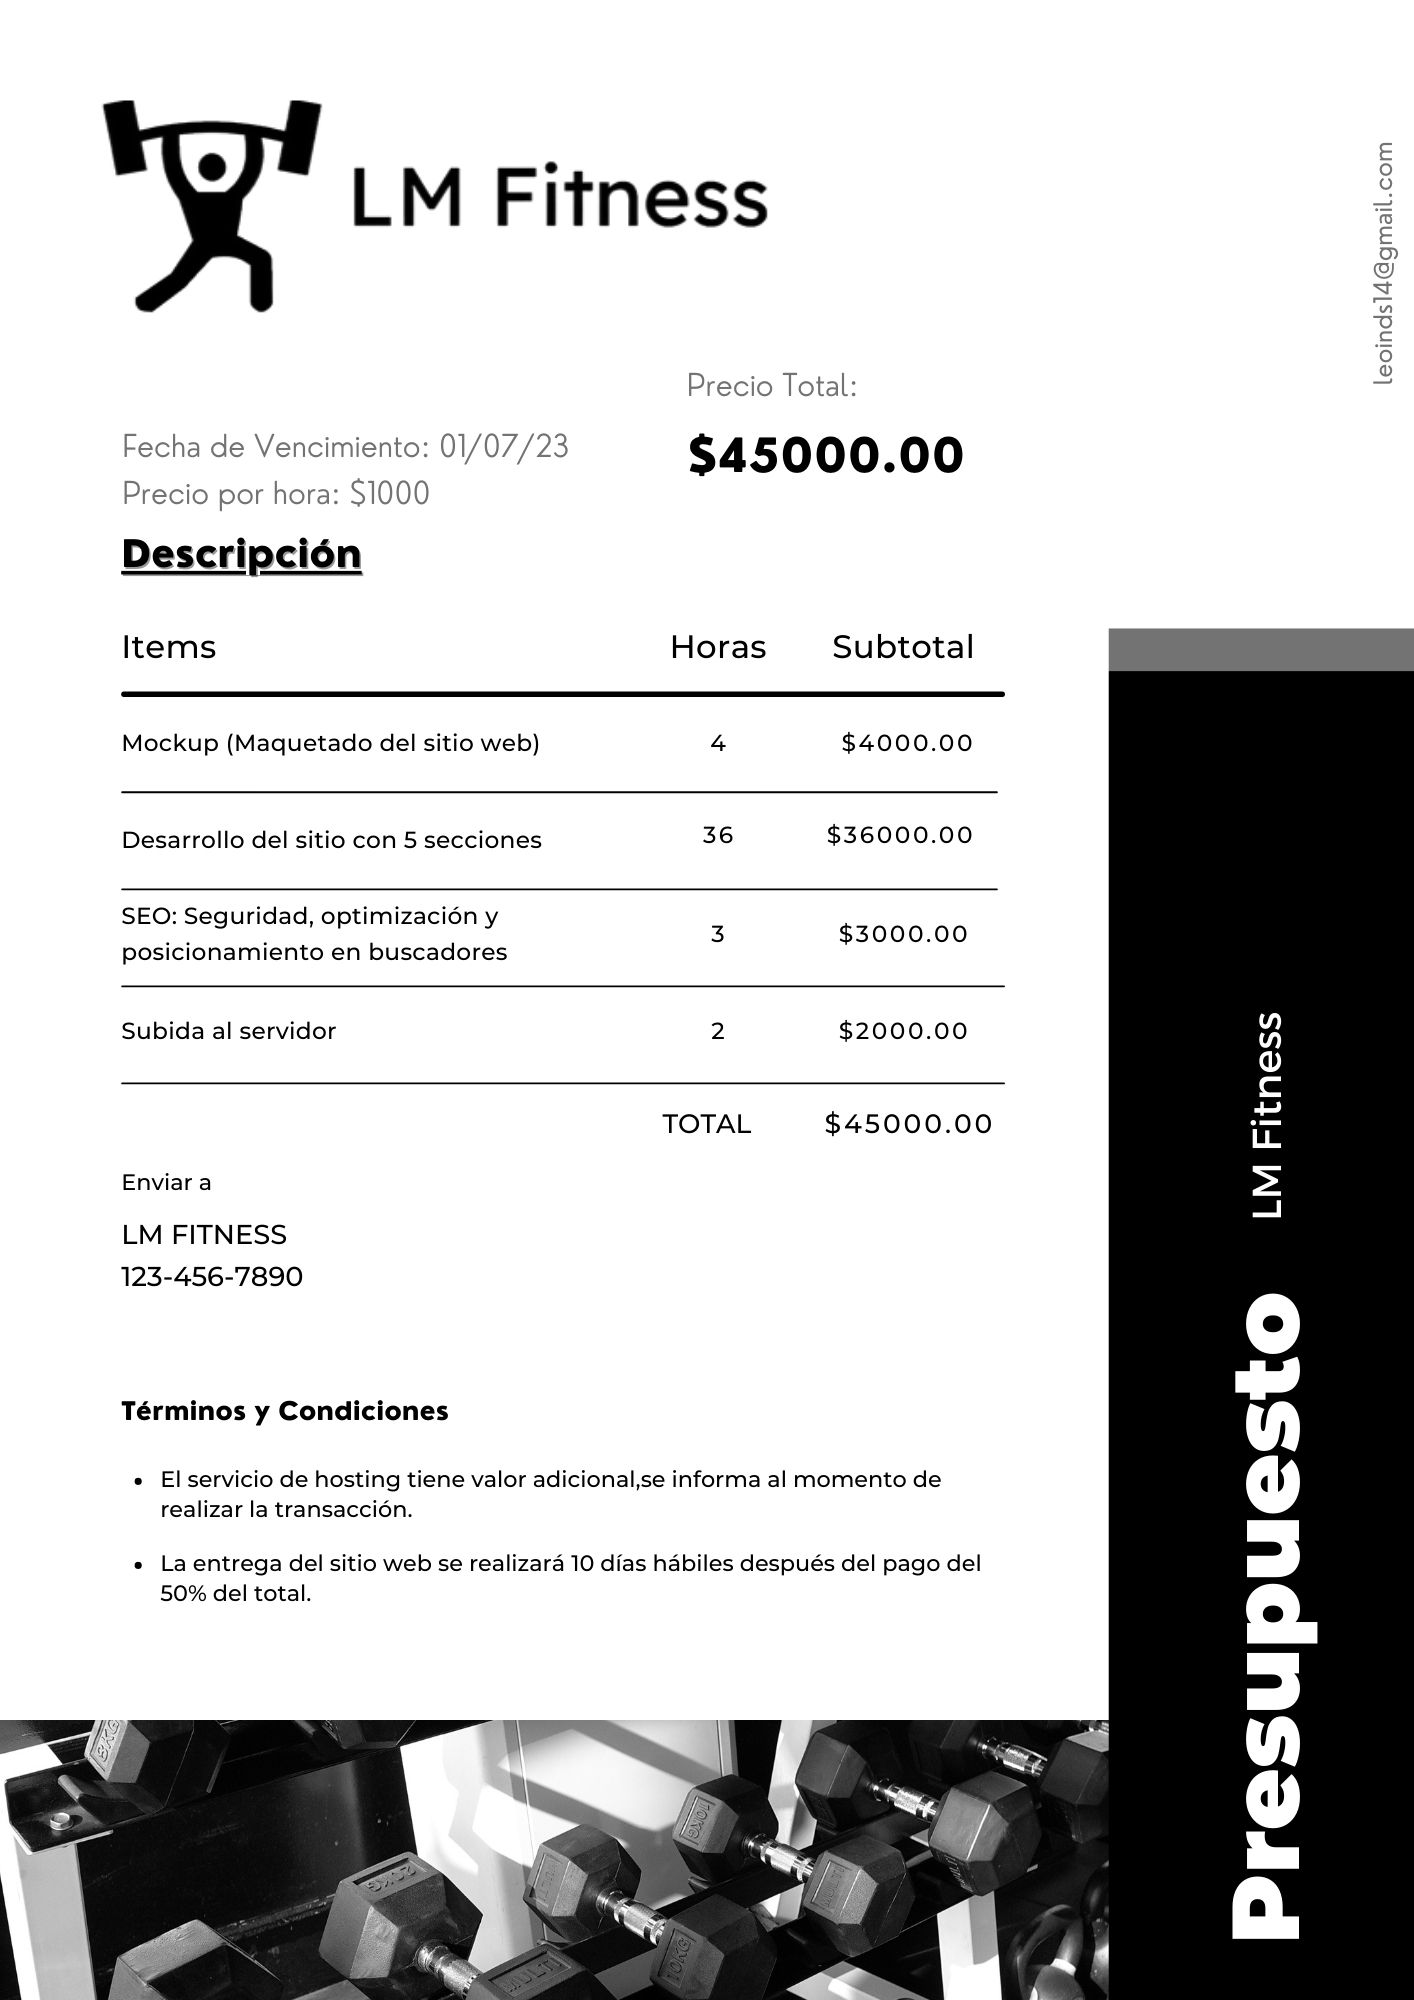 LM Fitness
leoinds14@gmail.com
Precio Total:
$45000.00
Fecha de Vencimiento: 01/07/23
Precio por hora: $1000
Descripción
Items Horas Subtotal
Mockup (Maquetado del sitio web) 4 $4000.00
Desarrollo del sitio con 5 secciones 36 $36000.00
SEO: Seguridad, optimización y
posicionamiento en buscadores 3 $3000.00
Subida al servidor 2 $2000.00
TOTAL $45000.00
Enviar a
LM FITNESS
123-456-7890
Términos y Condiciones
El servicio de hosting tiene valor adicional,se informa al momento de
realizar la transacción.
La entrega del sitio web se realizará 10 días hábiles después del pago del
50% del total.
Presupuesto
LM Fitness
10KG
20KG
10KG